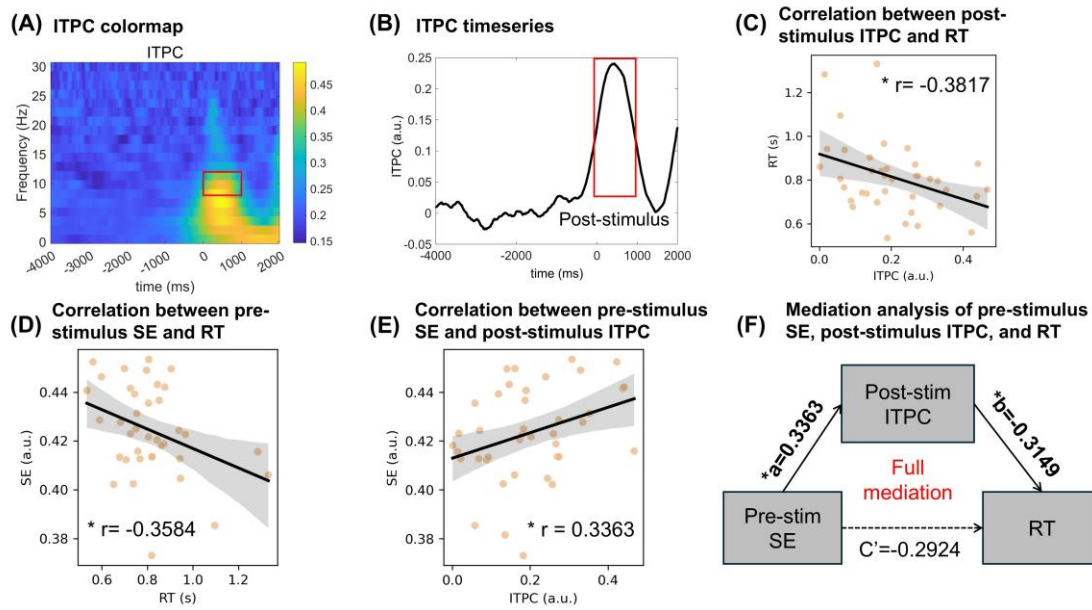 (A) ITPC colormap
ITPC
Frequency (Hz)
30
25
20
15
10
5
0
-4000
-3000
-2000
-1000
0
1000
2000
time (ms)
0.45
0.4
0.35
0.3
0.25
0.2
0.15
(B) ITPC timeseries
ITPC (a.u.)
0.25
0.2
0.15
0.1
0.05
0
0.05
Post-stimulus
-4000
-3000
-2000
-1000
0
1000
2000
time (ms)
(C) Correlation between post-
stimulus ITPC and RT
* r= -0.3817
RT (s)
1.2
1.0
0.8
0.6
0.0
0.2
0.4
ITPC (a.u.)
(D) Correlation between pre-
stimulus SE and RT
SE (a.u.)
0.44
0.42
0.40
0.38
* r= -0.3584
0.6
0.8
1.0
1.2
RT (s)
(E) Correlation between pre-stimulus
SE and post-stimulus ITPC
SE (a.u.)
0.44
0.42
0.40
0.38
* r = 0.3363
0.0
0.2
0.4
ITPC (a.u.)
(F) Mediation analysis of pre-stimulus
SE, post-stimulus ITPC, and RT
Post-stim
ITPC
*a=0.3363
*b=-0.3149
Full
mediation
Pre-stim
SE
C'=-0.2924
RT